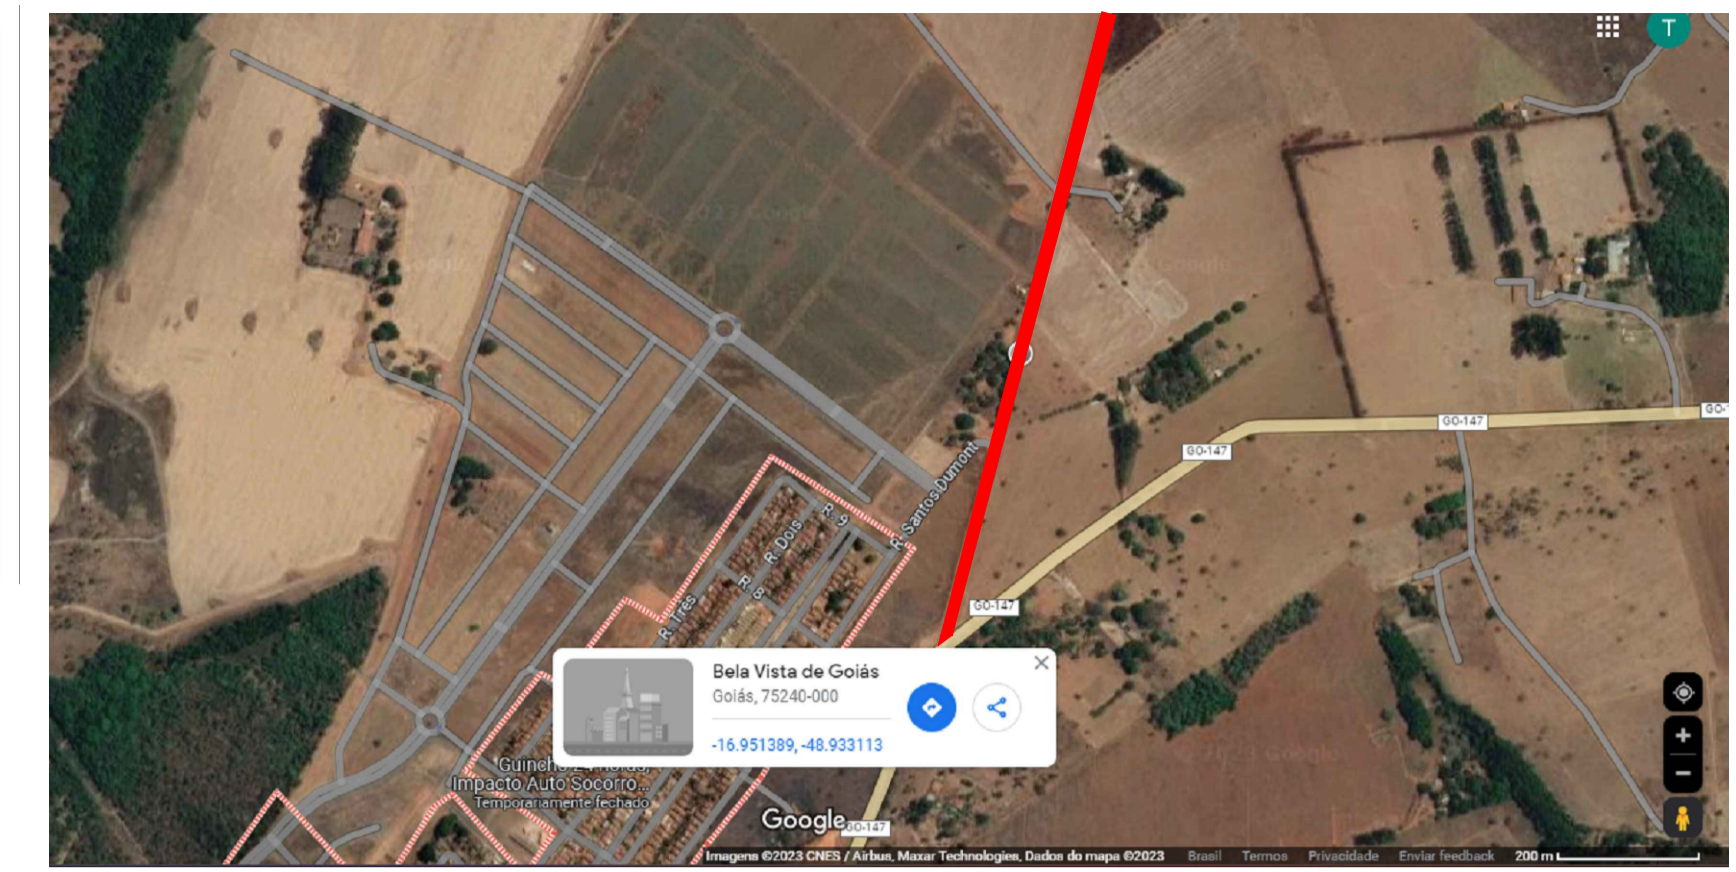 T
GO-147
GO-1
GO-147
R. Santos Dumont
R. 9
R. Dois
R. 8
R. Três
GO-147
Bela Vista de Goiás
Goiás, 75240-000
-16.951389, -48.933113
Guincho 24 horas,
Impacto Auto Socorro...
Temporariamente fechado
Google
GO-147
Imagens ©2023 CNES / Airbus, Maxar Technologies, Dados do mapa ©2023 Brasil Termos Privacidade Enviar feedback 200 m